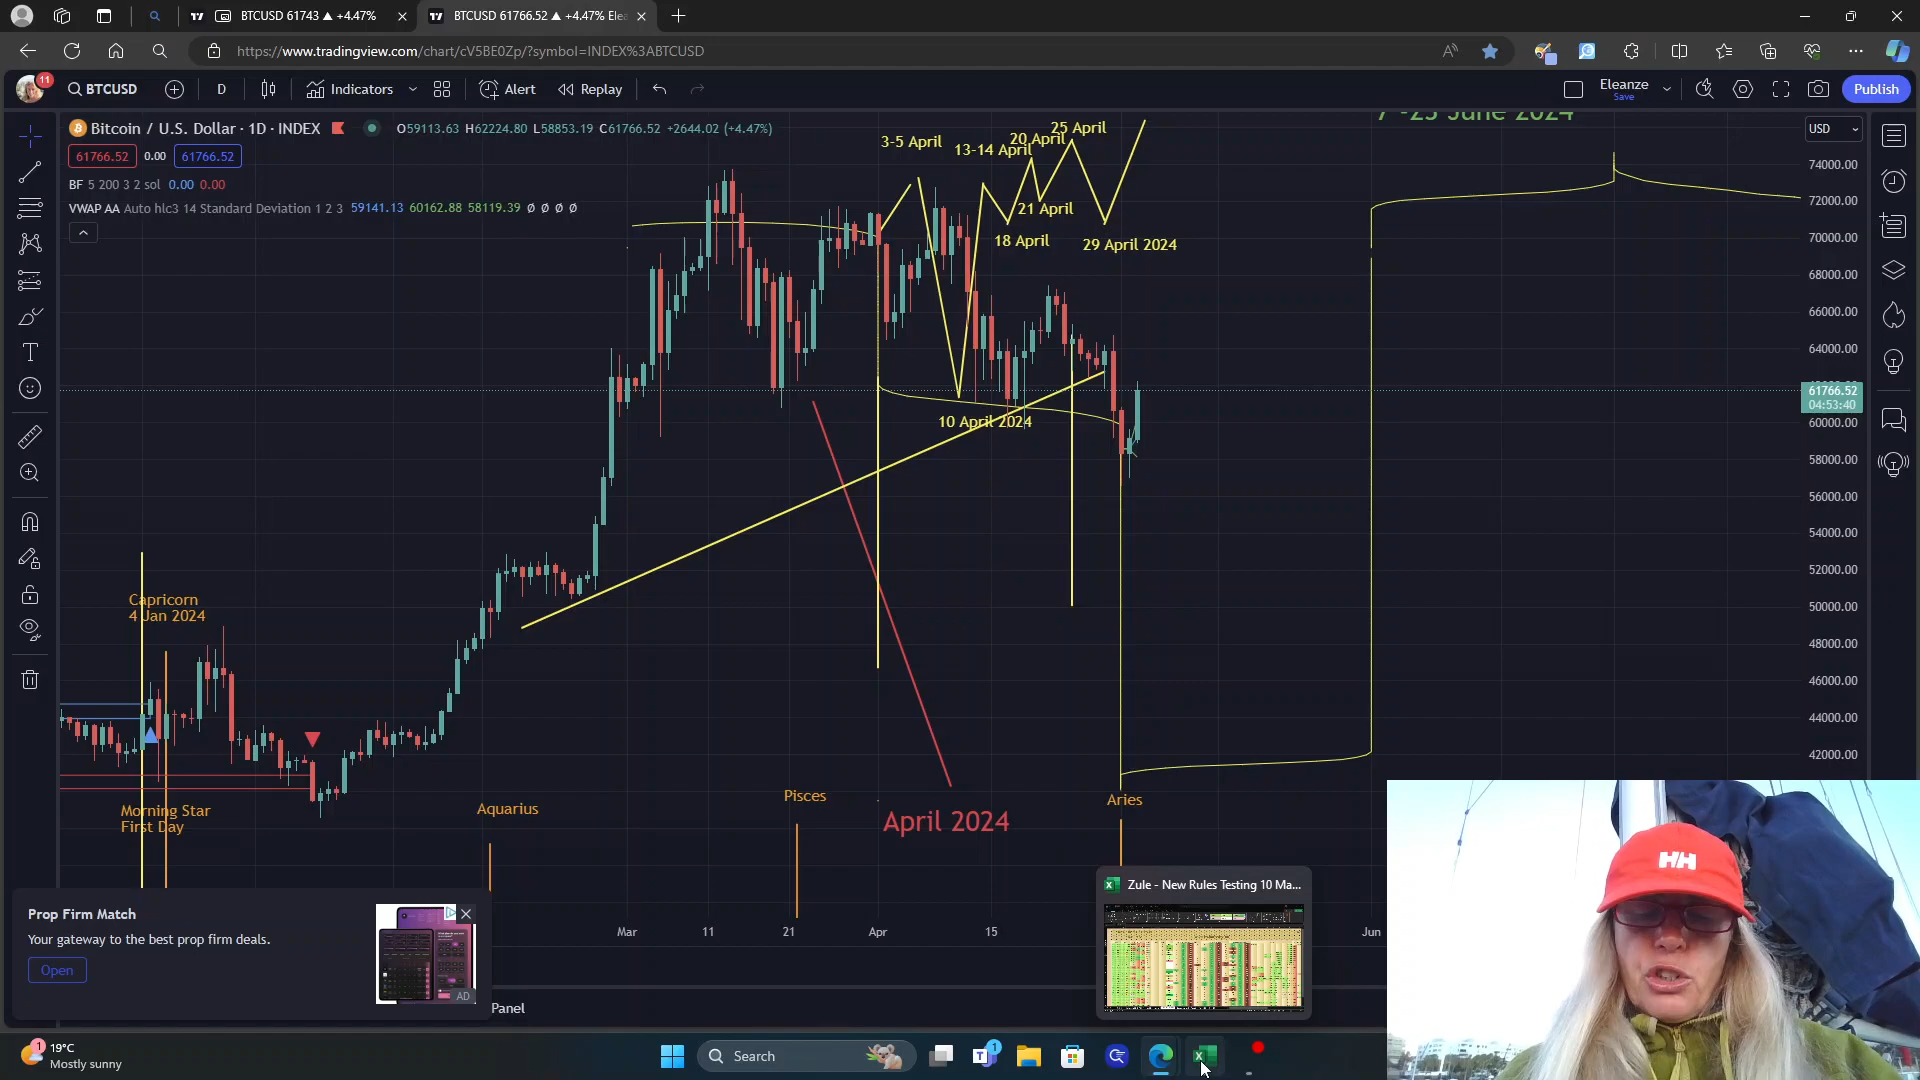 BTCUSD 61743 ▲ +4.47%
BTCUSD 61766.52 ▲ +4.47% Elea
https://www.tradingview.com/chart/cV5BE0Zp/?symbol=INDEX%3ABTCUSD
11
BTCUSD
D
Indicators
Alert
Replay
Eleanze
Save
Publish
Bitcoin / U.S. Dollar · 1D · INDEX
O59113.63 H62224.80 L58853.19 C61766.52 +2644.02 (+4.47%)
61766.52 0.00 61766.52
BF 5 200 3 2 sol 0.00 0.00
VWAP AA Auto hlc3 14 Standard Deviation 1 2 3 59141.13 60162.88 58119.39 Ø Ø Ø Ø
7 -25 June 2024
USD
3-5 April
13-14 April
20 April
25 April
21 April
18 April
29 April 2024
10 April 2024
74000.00
72000.00
70000.00
68000.00
66000.00
64000.00
61766.52
04:53:40
60000.00
58000.00
56000.00
54000.00
52000.00
50000.00
48000.00
46000.00
44000.00
42000.00
Capricorn
4 Jan 2024
Morning Star
First Day
Aquarius
Pisces
Aries
April 2024
Mar
11
21
Apr
15
Jun
Prop Firm Match
Your gateway to the best prop firm deals.
Open
AD
Panel
Zule - New Rules Testing 10 Ma...
HH
1
19°C
Mostly sunny
Search
1